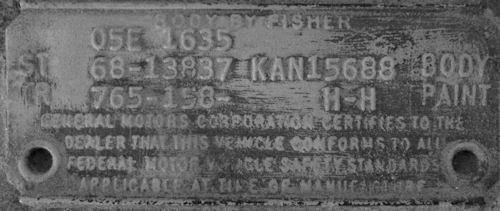 BODY BY FISHER
05E 1635
ST 68-13837 KAN15688 BODY
TR 765-158- H-H PAINT
GENERAL MOTORS CORPORATION CERTIFIES TO THE
DEALER THAT THIS VEHICLE CONFORMS TO ALL
FEDERAL MOTOR VEHICLE SAFETY STANDARDS
APPLICABLE AT TIME OF MANUFACTURE